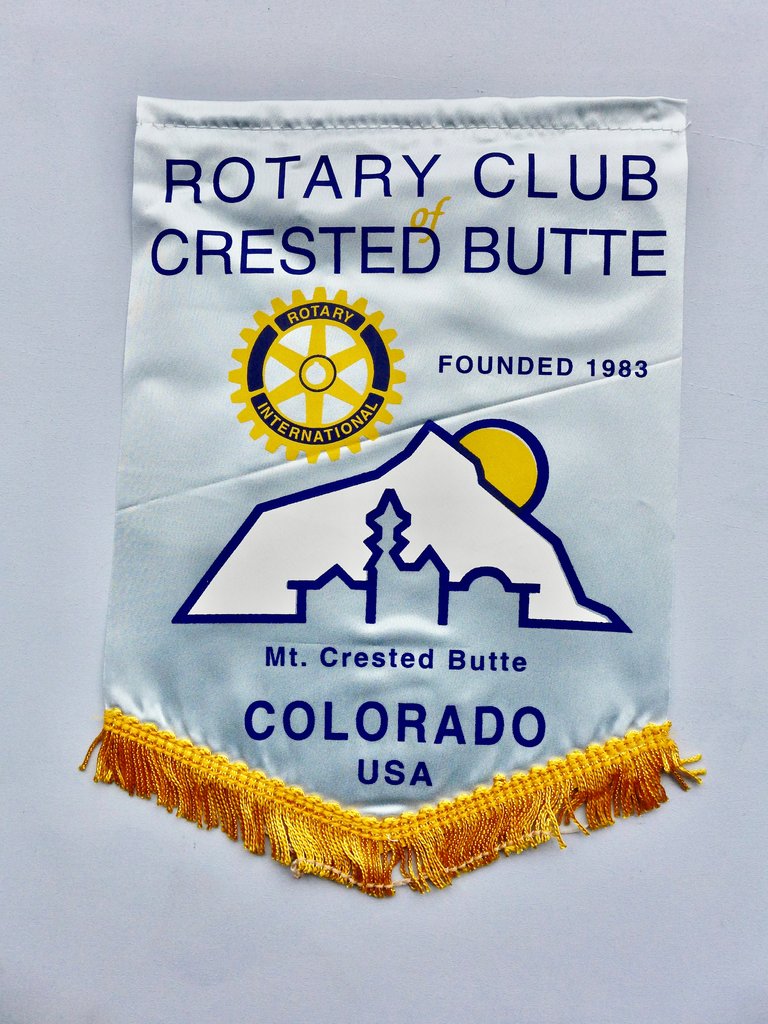 ROTARY CLUB
of
CRESTED BUTTE
ROTARY
INTERNATIONAL
FOUNDED 1983
Mt. Crested Butte
COLORADO
USA